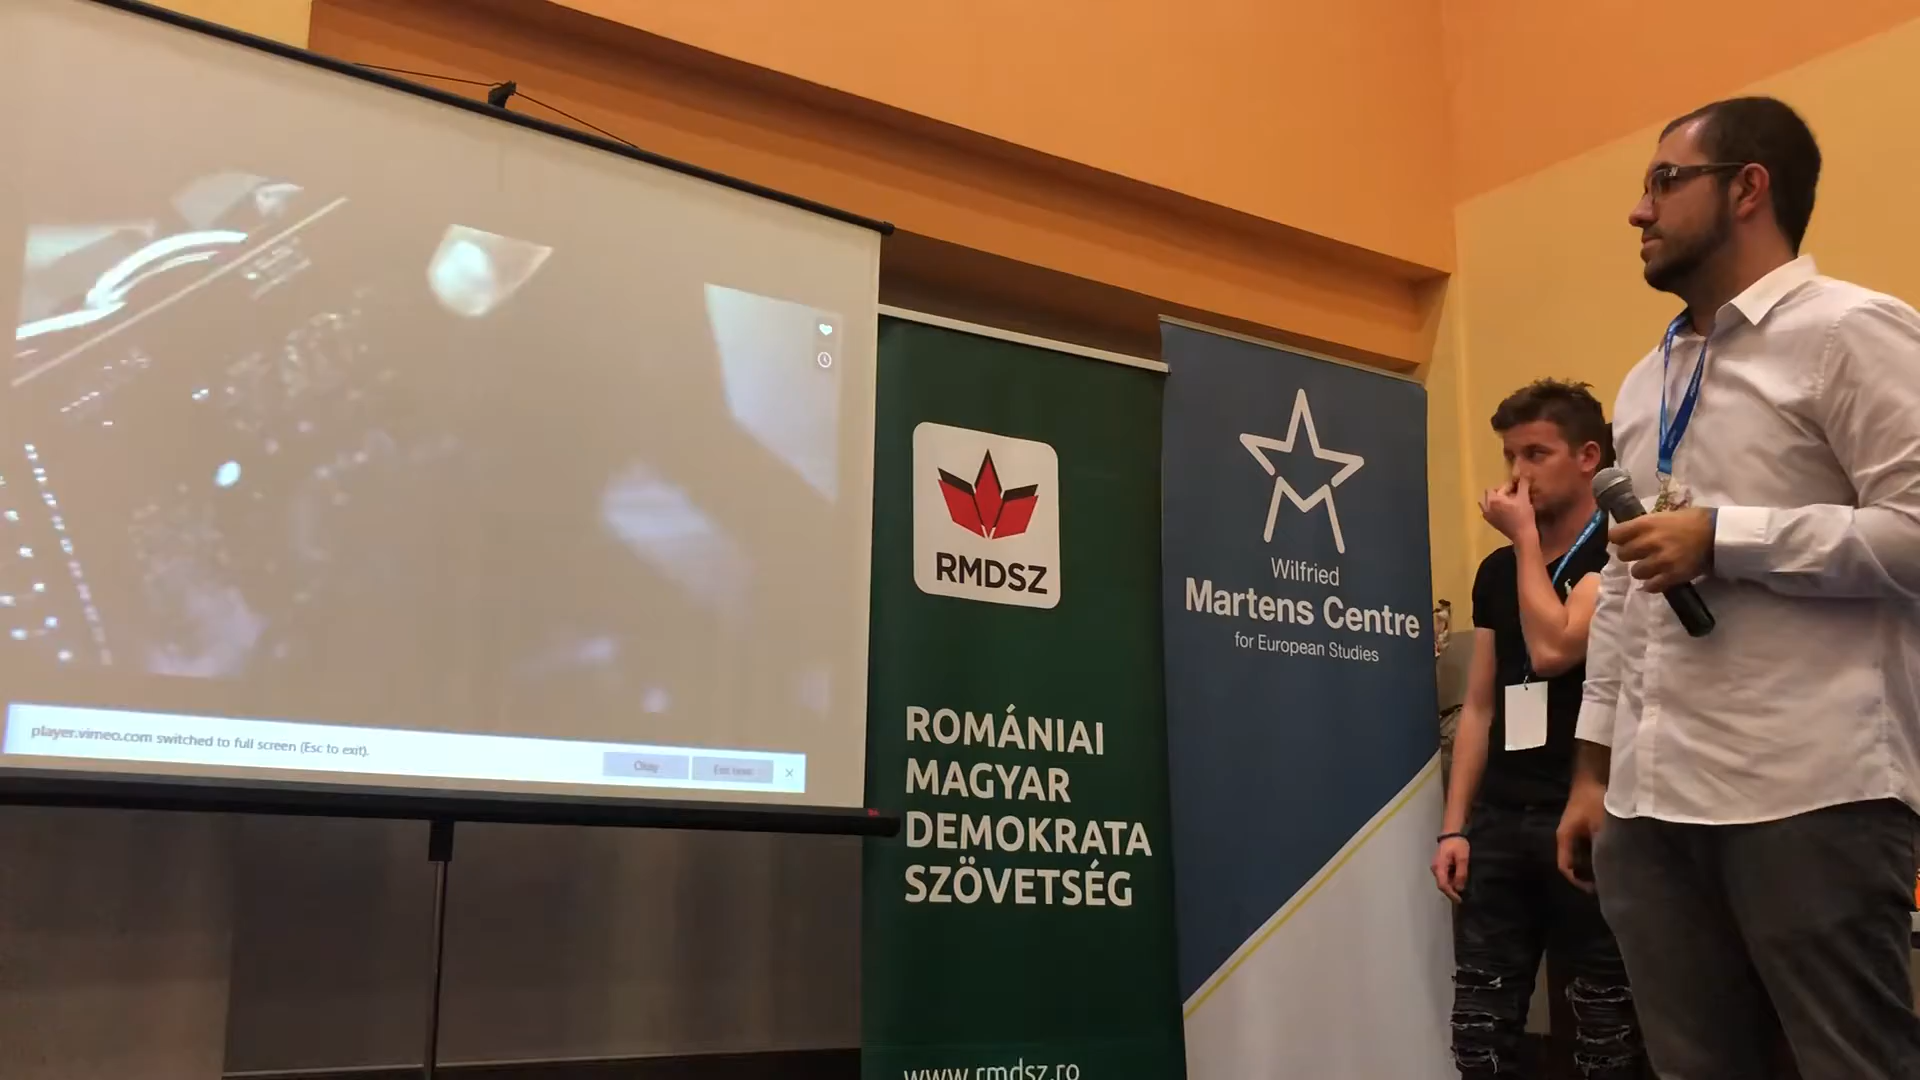 player.vimeo.com switched to full screen (Esc to exit).
Okay
RMDSZ
ROMÁNIAI
MAGYAR
DEMOKRATA
SZÖVETSÉG
www.rmdsz.ro
Wilfried
Martens Centre
for European Studies